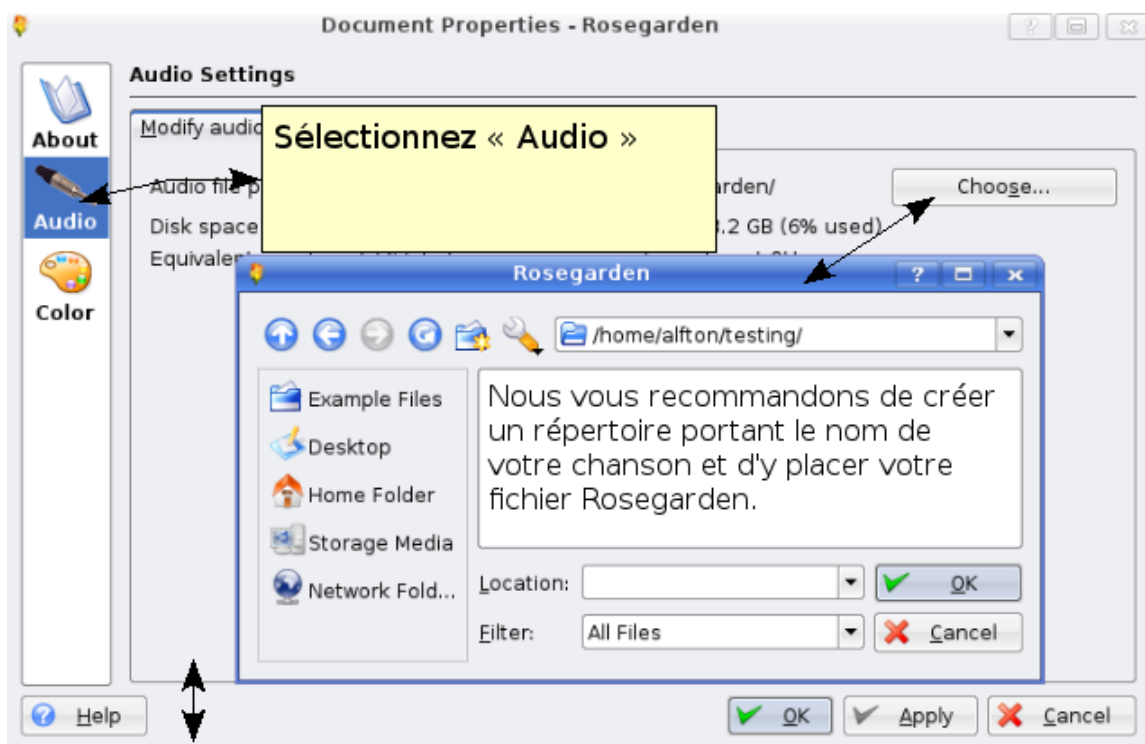 Document Properties - Rosegarden
Audio Settings
About
Audio
Color
Modify audio
Sélectionnez « Audio »
Audio file p
arden/
Choose...
Disk space
.2 GB (6% used)
Rosegarden
/home/alfton/testing/
Example Files
Desktop
Home Folder
Storage Media
Network Fold...
Nous vous recommandons de créer
un répertoire portant le nom de
votre chanson et d'y placer votre
fichier Rosegarden.
Location:
OK
Filter:
All Files
Cancel
Help
OK
Apply
Cancel